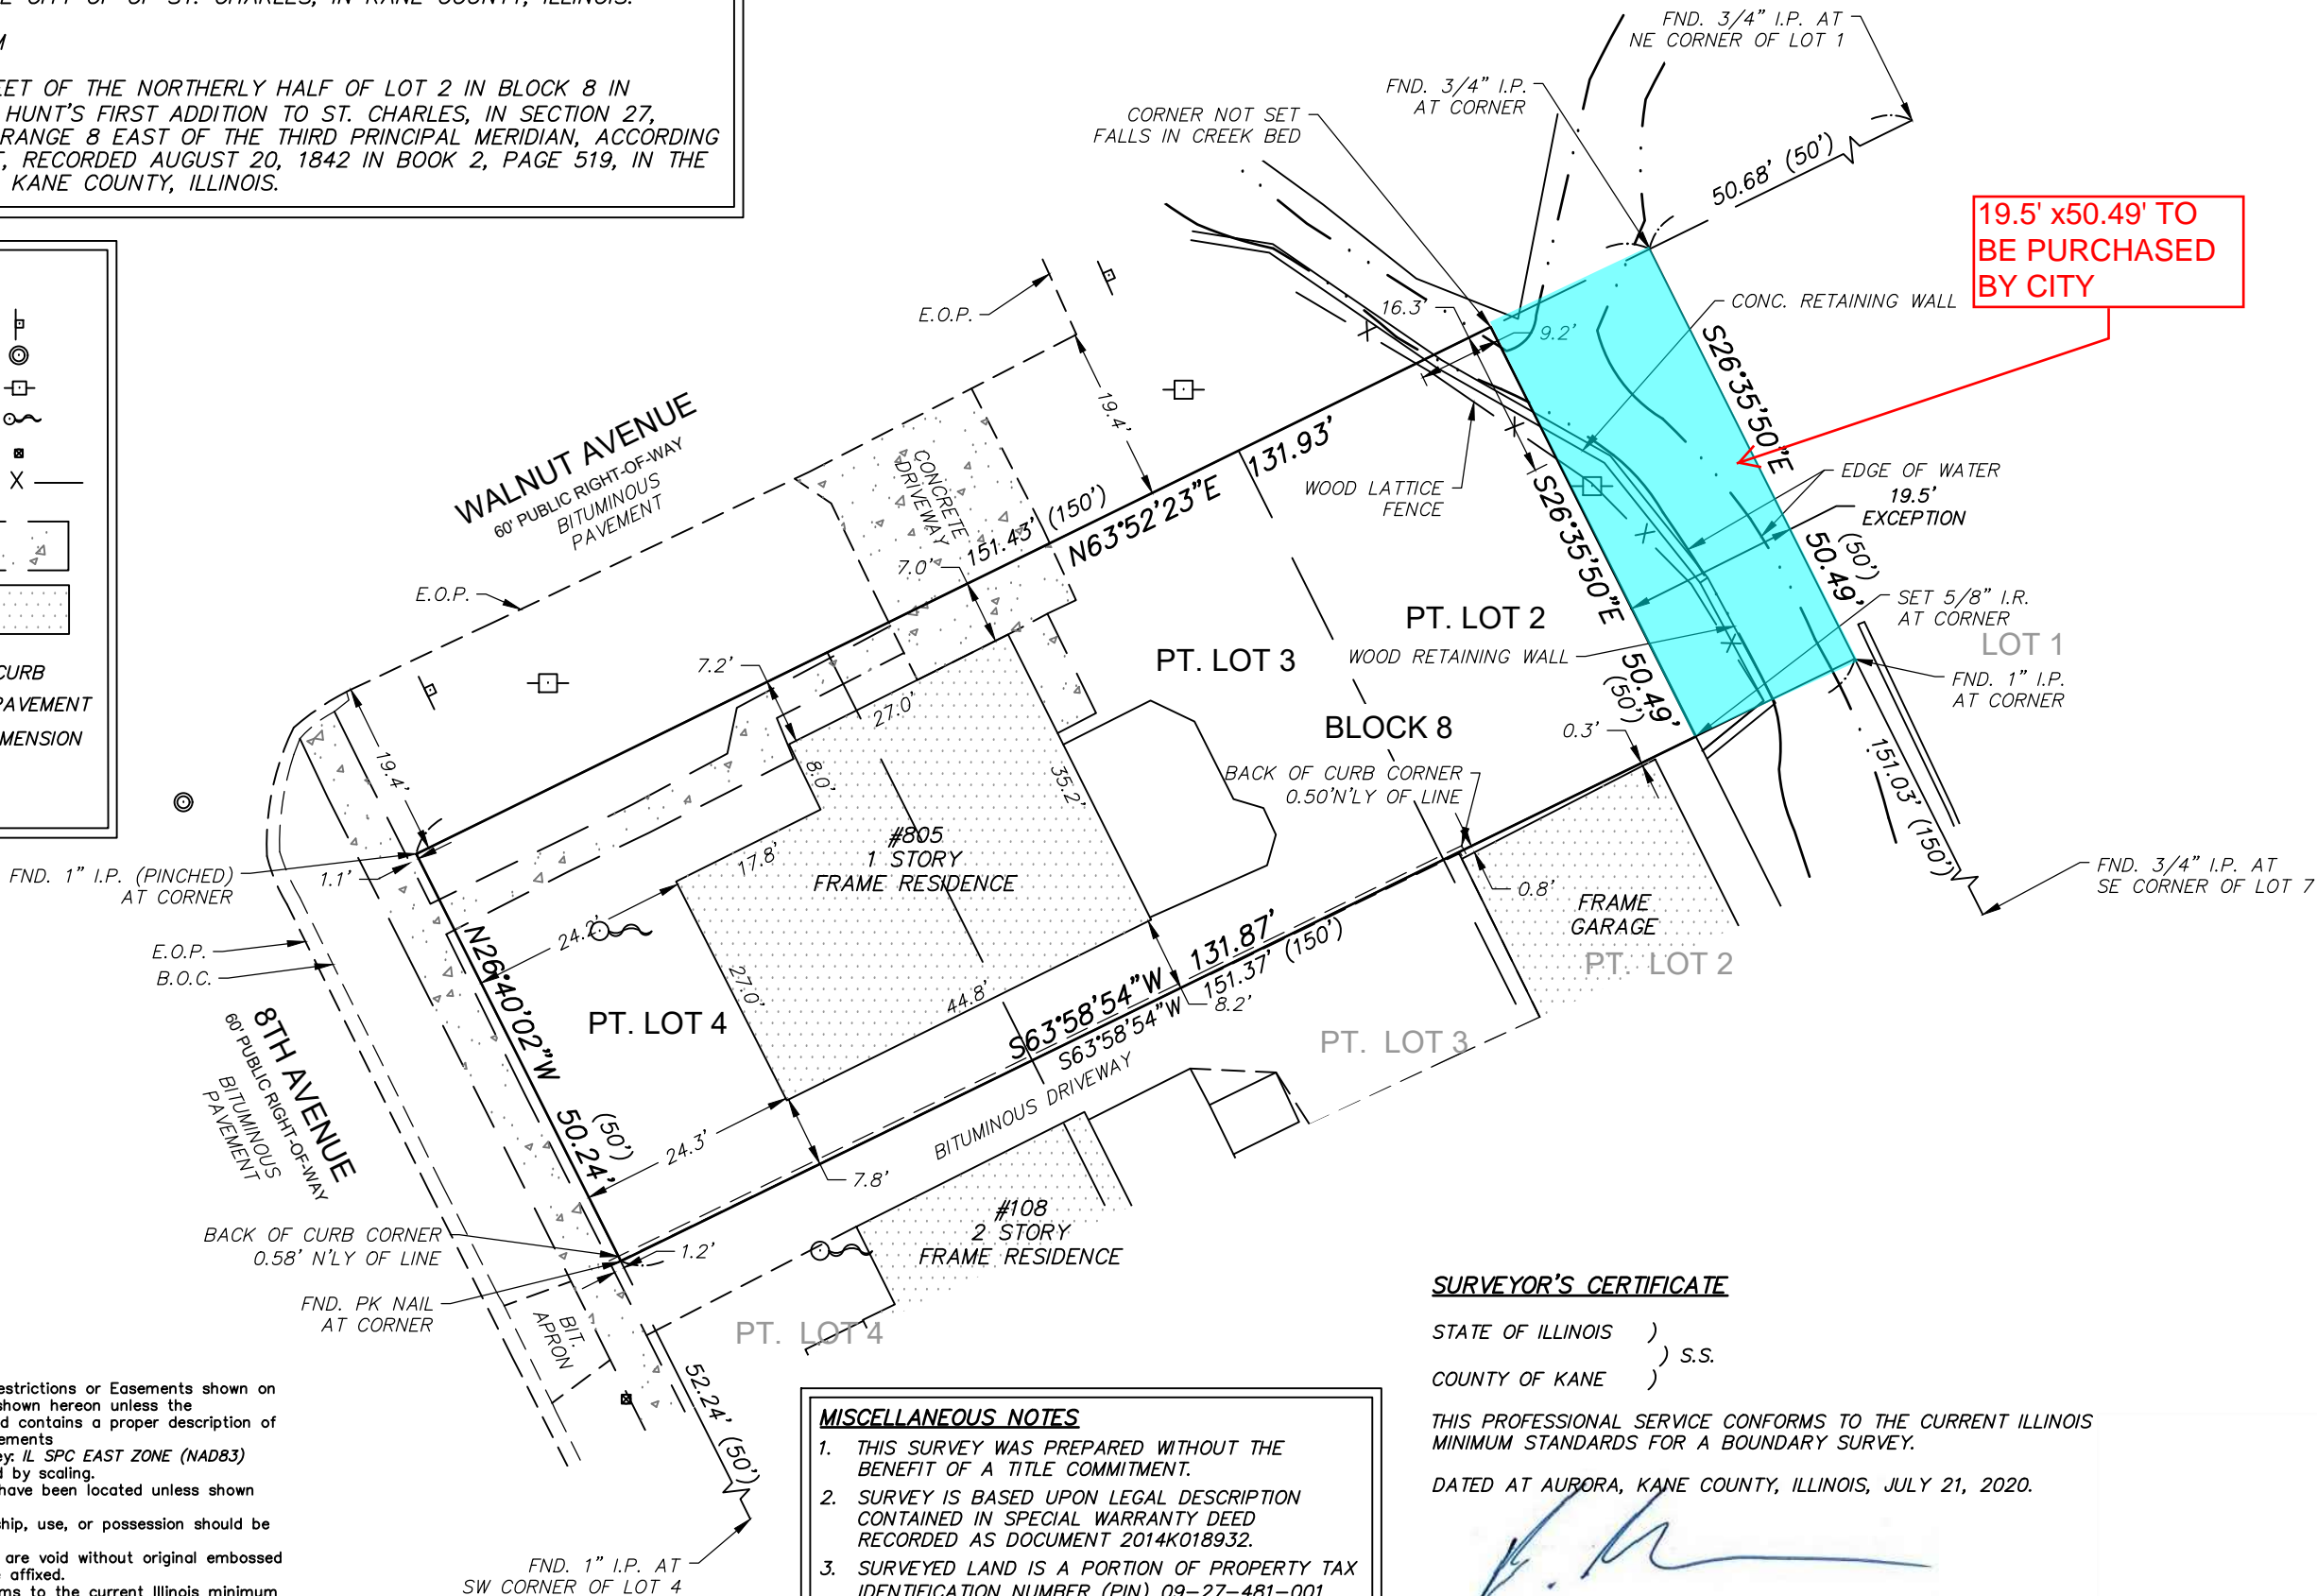 CITY OF OF ST. CHARLES, IN KANE COUNTY, ILLINOIS.
OF THE NORTHERLY HALF OF LOT 2 IN BLOCK 8 IN
HUNT'S FIRST ADDITION TO ST. CHARLES, IN SECTION 27,
RANGE 8 EAST OF THE THIRD PRINCIPAL MERIDIAN, ACCORDING
RECORDED AUGUST 20, 1842 IN BOOK 2, PAGE 519, IN THE
KANE COUNTY, ILLINOIS.
X
CURB
PAVEMENT
FND. 3/4" I.P. AT
NE CORNER OF LOT 1
FND. 3/4" I.P.
AT CORNER
CORNER NOT SET
FALLS IN CREEK BED
50.68' (50')
19.5' x50.49' TO
BE PURCHASED
BY CITY
CONC. RETAINING WALL
16.3'
9.2'
E.O.P.
19.4'
S26°35'50"E
WALNUT AVENUE
60' PUBLIC RIGHT-OF-WAY
BITUMINOUS
PAVEMENT
CONCRETE
DRIVEWAY
151.43' (150')
N63°52'23"E
131.93'
WOOD LATTICE
FENCE
S26°35'50"E
EDGE OF WATER
19.5'
EXCEPTION
50.49'
(50')
SET 5/8" I.R.
AT CORNER
LOT 1
FND. 1" I.P.
AT CORNER
E.O.P.
7.0'
7.2'
PT. LOT 3
PT. LOT 2
WOOD RETAINING WALL
50.49'
(50')
BLOCK 8
0.3'
BACK OF CURB CORNER
0.50'N'LY OF LINE
151.03' (150')
FND. 3/4" I.P. AT
SE CORNER OF LOT 7
19.4'
27.0'
8.0'
35.2'
17.8'
#805
1 STORY
FRAME RESIDENCE
0.8'
FRAME
GARAGE
PT. LOT 2
FND. 1" I.P. (PINCHED)
AT CORNER
1.1'
24.2'
E.O.P.
B.O.C.
N26°40'02"W
50.24'
(50')
27.0'
44.8'
PT. LOT 4
S63°58'54"W
131.87'
S63°58'54"W
151.37' (150')
8.2'
PT. LOT 3
8TH AVENUE
60' PUBLIC RIGHT-OF-WAY
BITUMINOUS
PAVEMENT
24.3'
7.8'
BITUMINOUS DRIVEWAY
#108
2 STORY
FRAME RESIDENCE
BACK OF CURB CORNER
0.58' N'LY OF LINE
1.2'
FND. PK NAIL
AT CORNER
BIT.
APRON
PT. LOT 4
52.24' (50')
FND. 1" I.P. AT
SW CORNER OF LOT 4
or Easements shown on
shown hereon unless the
contains a proper description of
IL SPC EAST ZONE (NAD83)
by scaling.
have been located unless shown
use, or possession should be
are void without original embossed
affixed.
to the current Illinois minimum
MISCELLANEOUS NOTES
1. THIS SURVEY WAS PREPARED WITHOUT THE
BENEFIT OF A TITLE COMMITMENT.
2. SURVEY IS BASED UPON LEGAL DESCRIPTION
CONTAINED IN SPECIAL WARRANTY DEED
RECORDED AS DOCUMENT 2014K018932.
3. SURVEYED LAND IS A PORTION OF PROPERTY TAX
IDENTIFICATION NUMBER (PIN) 09-27-481-001
SURVEYOR'S CERTIFICATE
STATE OF ILLINOIS )
) S.S.
COUNTY OF KANE )
THIS PROFESSIONAL SERVICE CONFORMS TO THE CURRENT ILLINOIS
MINIMUM STANDARDS FOR A BOUNDARY SURVEY.
DATED AT AURORA, KANE COUNTY, ILLINOIS, JULY 21, 2020.